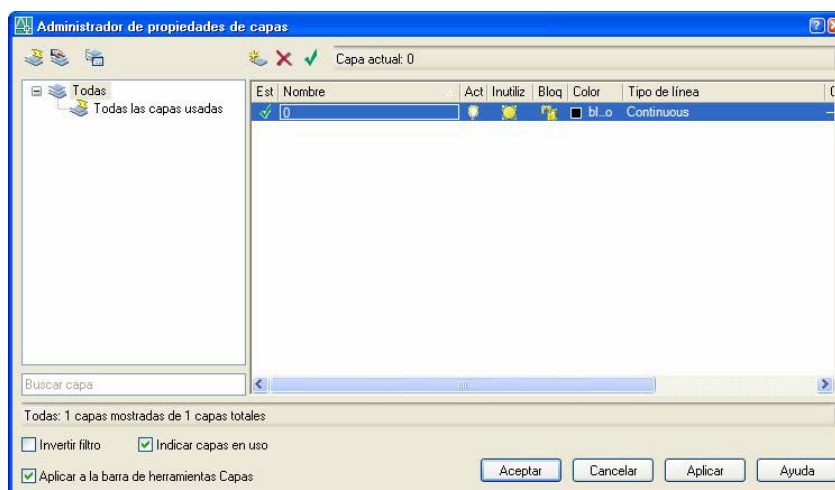 Administrador de propiedades de capas
Capa actual: 0
Todas
Todas las capas usadas
Est Nombre Act Inutiliz Bloq Color Tipo de línea
0 bl...o Continuous
Buscar capa
Todas: 1 capas mostradas de 1 capas totales
Invertir filtro Indicar capas en uso
Aplicar a la barra de herramientas Capas
Aceptar Cancelar Aplicar Ayuda